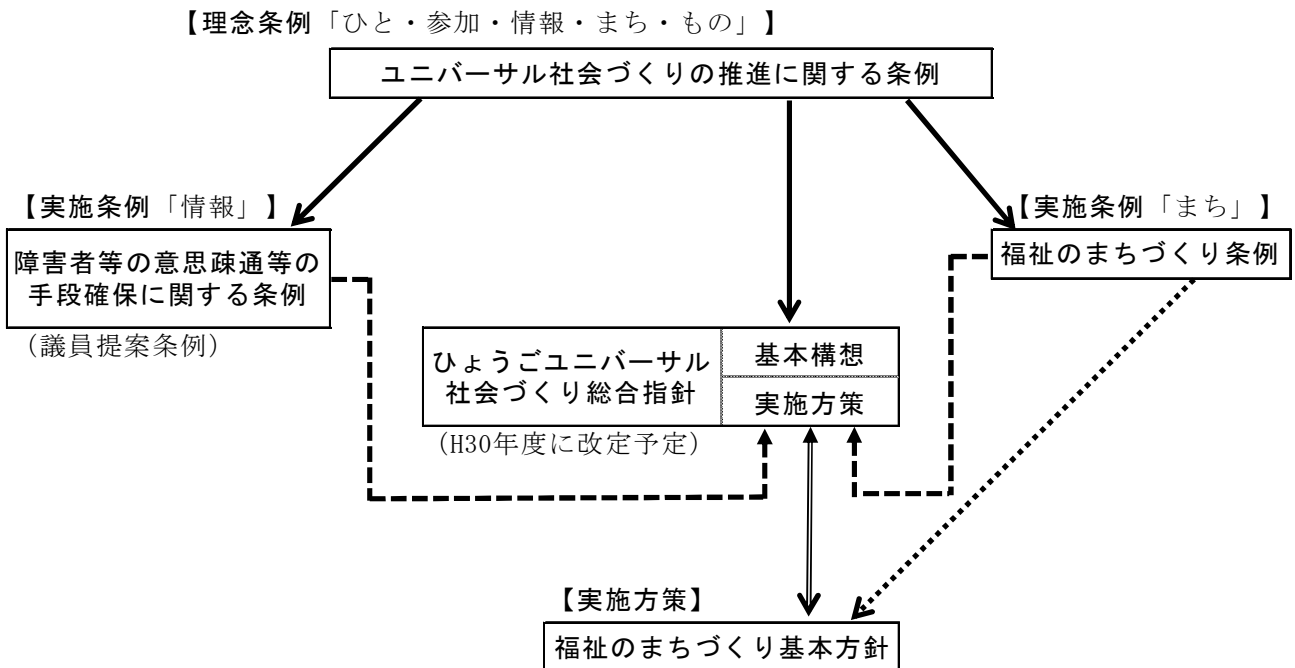 【理念条例「ひと・参加・情報・まち・もの」】
ユニバーサル社会づくりの推進に関する条例
【実施条例「情報」】
障害者等の意思疎通等の
手段確保に関する条例
（議員提案条例）
【実施条例「まち」】
福祉のまちづくり条例
ひょうごユニバーサル
社会づくり総合指針
基本構想
実施方策
（H30年度に改定予定）
【実施方策】
福祉のまちづくり基本方針